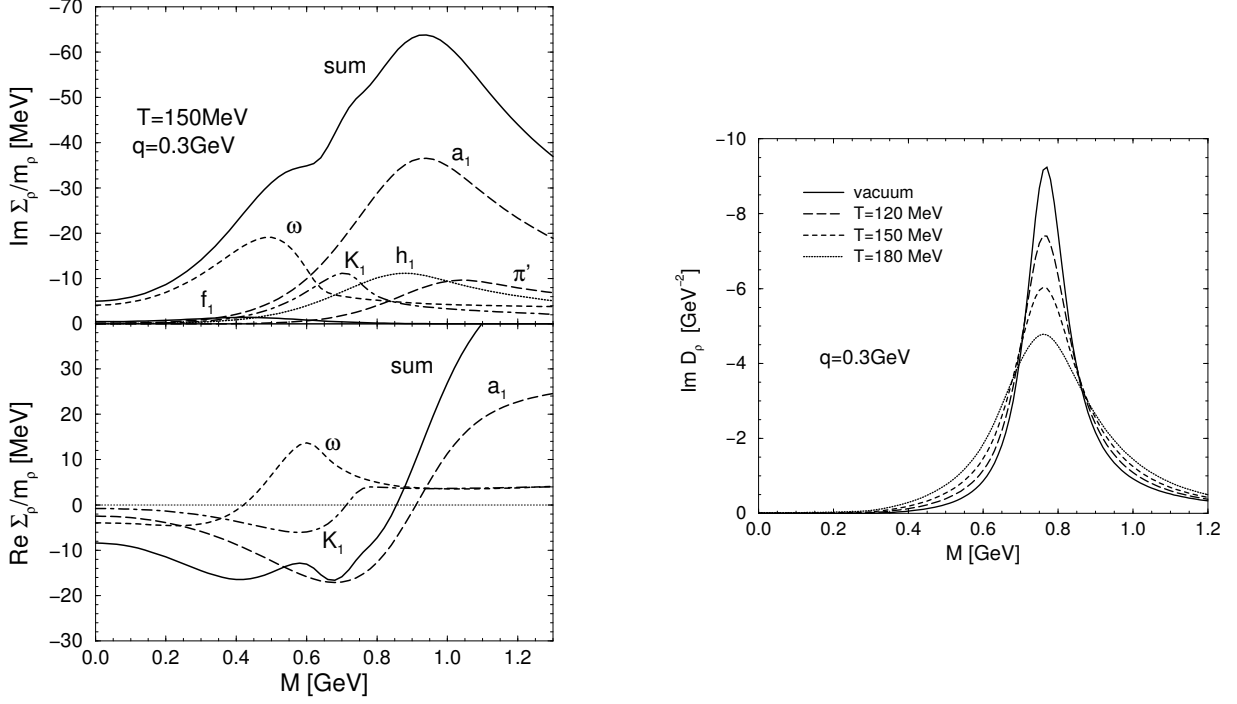 -70
-60
-50
-40
-30
-20
-10
0
Im Σρ/mρ [MeV]
T=150MeV
q=0.3GeV
sum
a1
ω
K1
h1
π'
f1
30
20
10
0
-10
-20
-30
Re Σρ/mρ [MeV]
sum
a1
ω
K1
0.0 0.2 0.4 0.6 0.8 1.0 1.2
M [GeV]
-10
-8
-6
-4
-2
0
Im Dρ [GeV⁻²]
vacuum
T=120 MeV
T=150 MeV
T=180 MeV
q=0.3GeV
0.0 0.2 0.4 0.6 0.8 1.0 1.2
M [GeV]